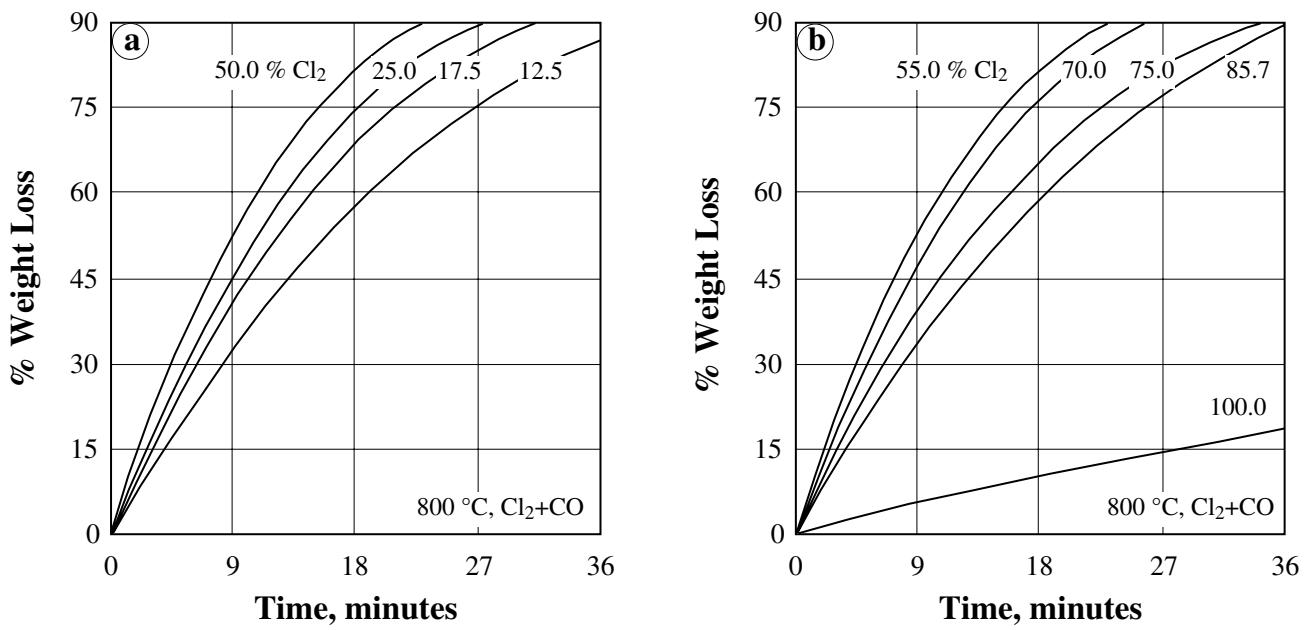 a
50.0 % Cl₂ 25.0 17.5 12.5
800 °C, Cl₂+CO
90
75
60
45
30
15
0
% Weight Loss
0 9 18 27 36
Time, minutes
b
55.0 % Cl₂ 70.0 75.0 85.7
100.0
800 °C, Cl₂+CO
90
75
60
45
30
15
0
% Weight Loss
0 9 18 27 36
Time, minutes